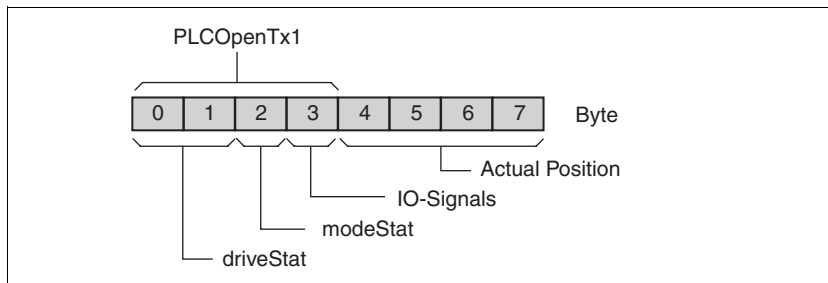 PLCOpenTx1
0 1 2 3 4 5 6 7 Byte
Actual Position
IO-Signals
modeStat
driveStat